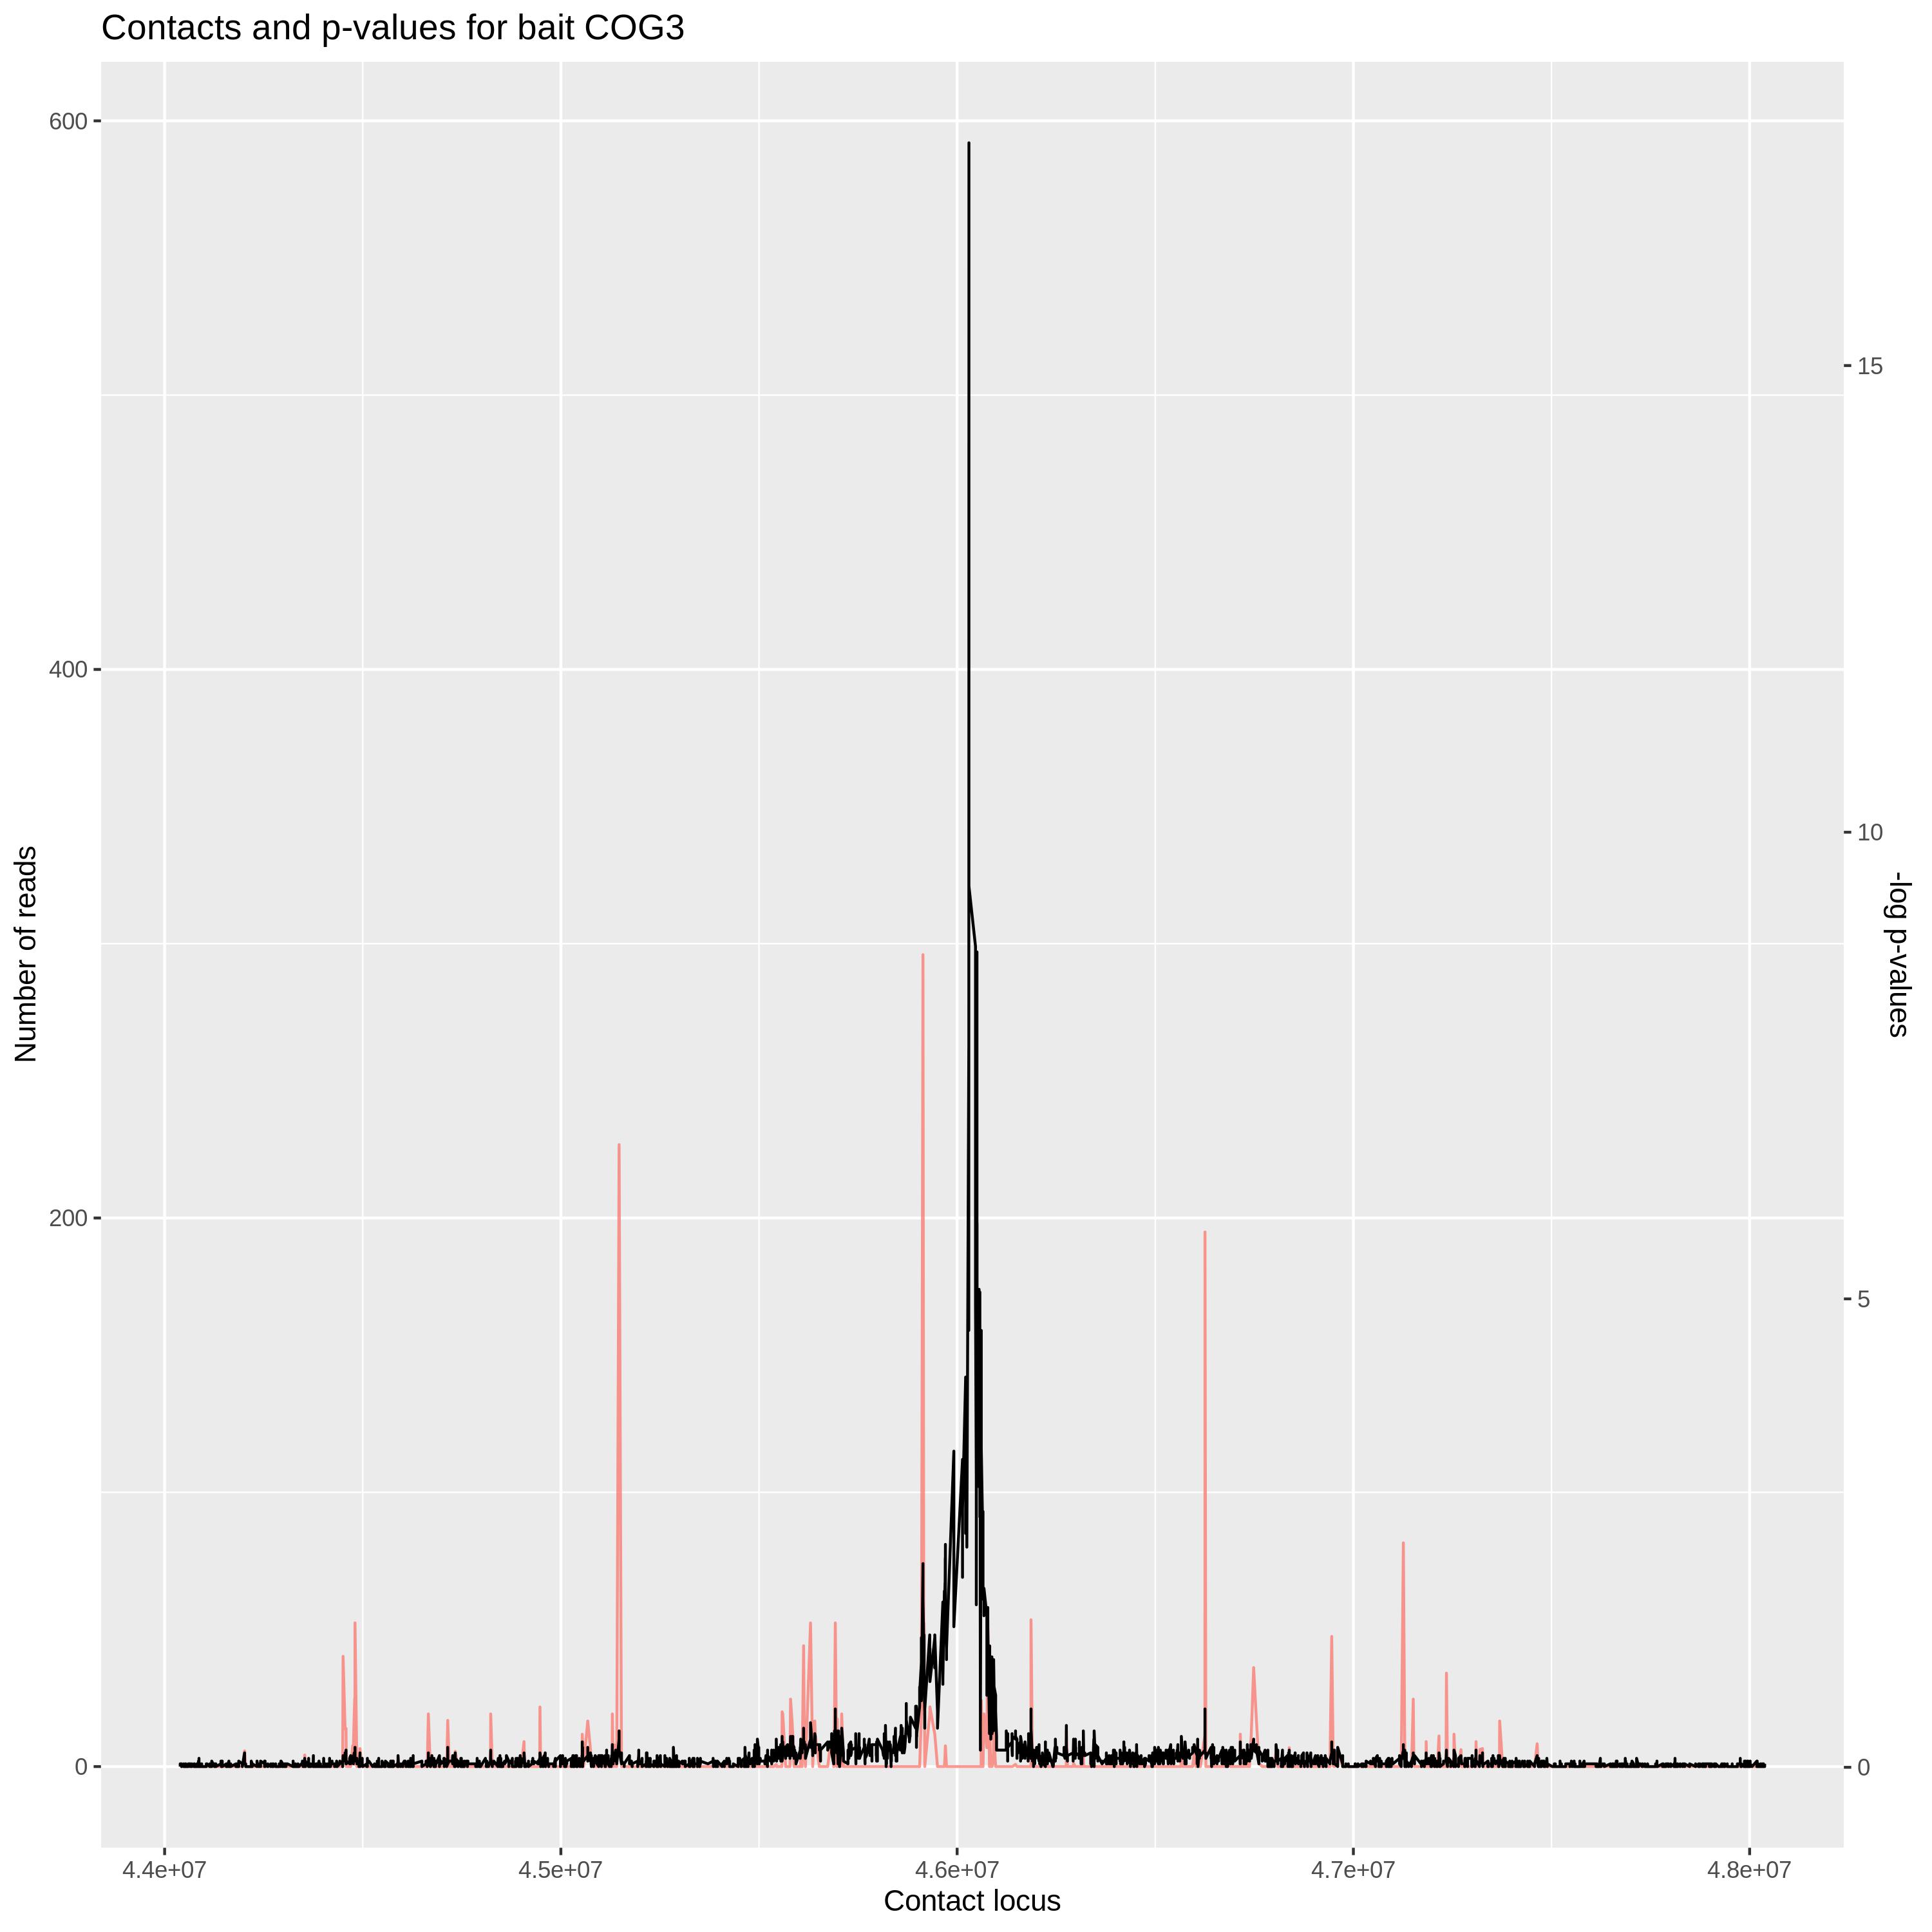 Contacts and p-values for bait COG3
600
400
200
0
Number of reads
15
10
5
0
-log p-values
4.4e+07
4.5e+07
4.6e+07
4.7e+07
4.8e+07
Contact locus